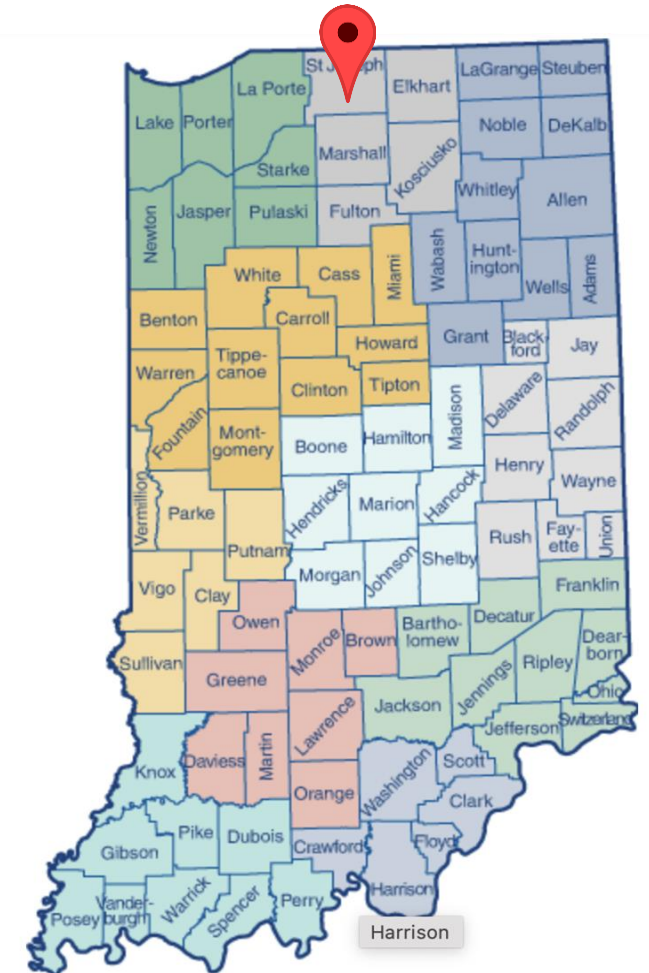 St J ph
Elkhart
LaGrange
Steuben
La Porte
Lake
Porter
Noble
DeKalb
Marshall
Kosciusko
Starke
Whitley
Allen
Newton
Jasper
Pulaski
Fulton
Wabash
Hunt-
ington
Wells
Adams
White
Cass
Miami
Benton
Carroll
Howard
Grant
Black-
ford
Jay
Warren
Tippe-
canoe
Clinton
Tipton
Madison
Delaware
Randolph
Fountain
Mont-
gomery
Boone
Hamilton
Henry
Wayne
Vermillion
Parke
Putnam
Hendricks
Marion
Hancock
Rush
Fay-
ette
Union
Vigo
Clay
Morgan
Johnson
Shelby
Franklin
Owen
Monroe
Brown
Bartho-
lomew
Decatur
Dear-
born
Sullivan
Greene
Jennings
Ripley
Ohio
Lawrence
Jackson
Jefferson
Switzerland
Knox
Daviess
Martin
Orange
Washington
Scott
Clark
Gibson
Pike
Dubois
Crawford
Floyd
Harrison
Posey
Vander-
burgh
Warrick
Spencer
Perry
Harrison